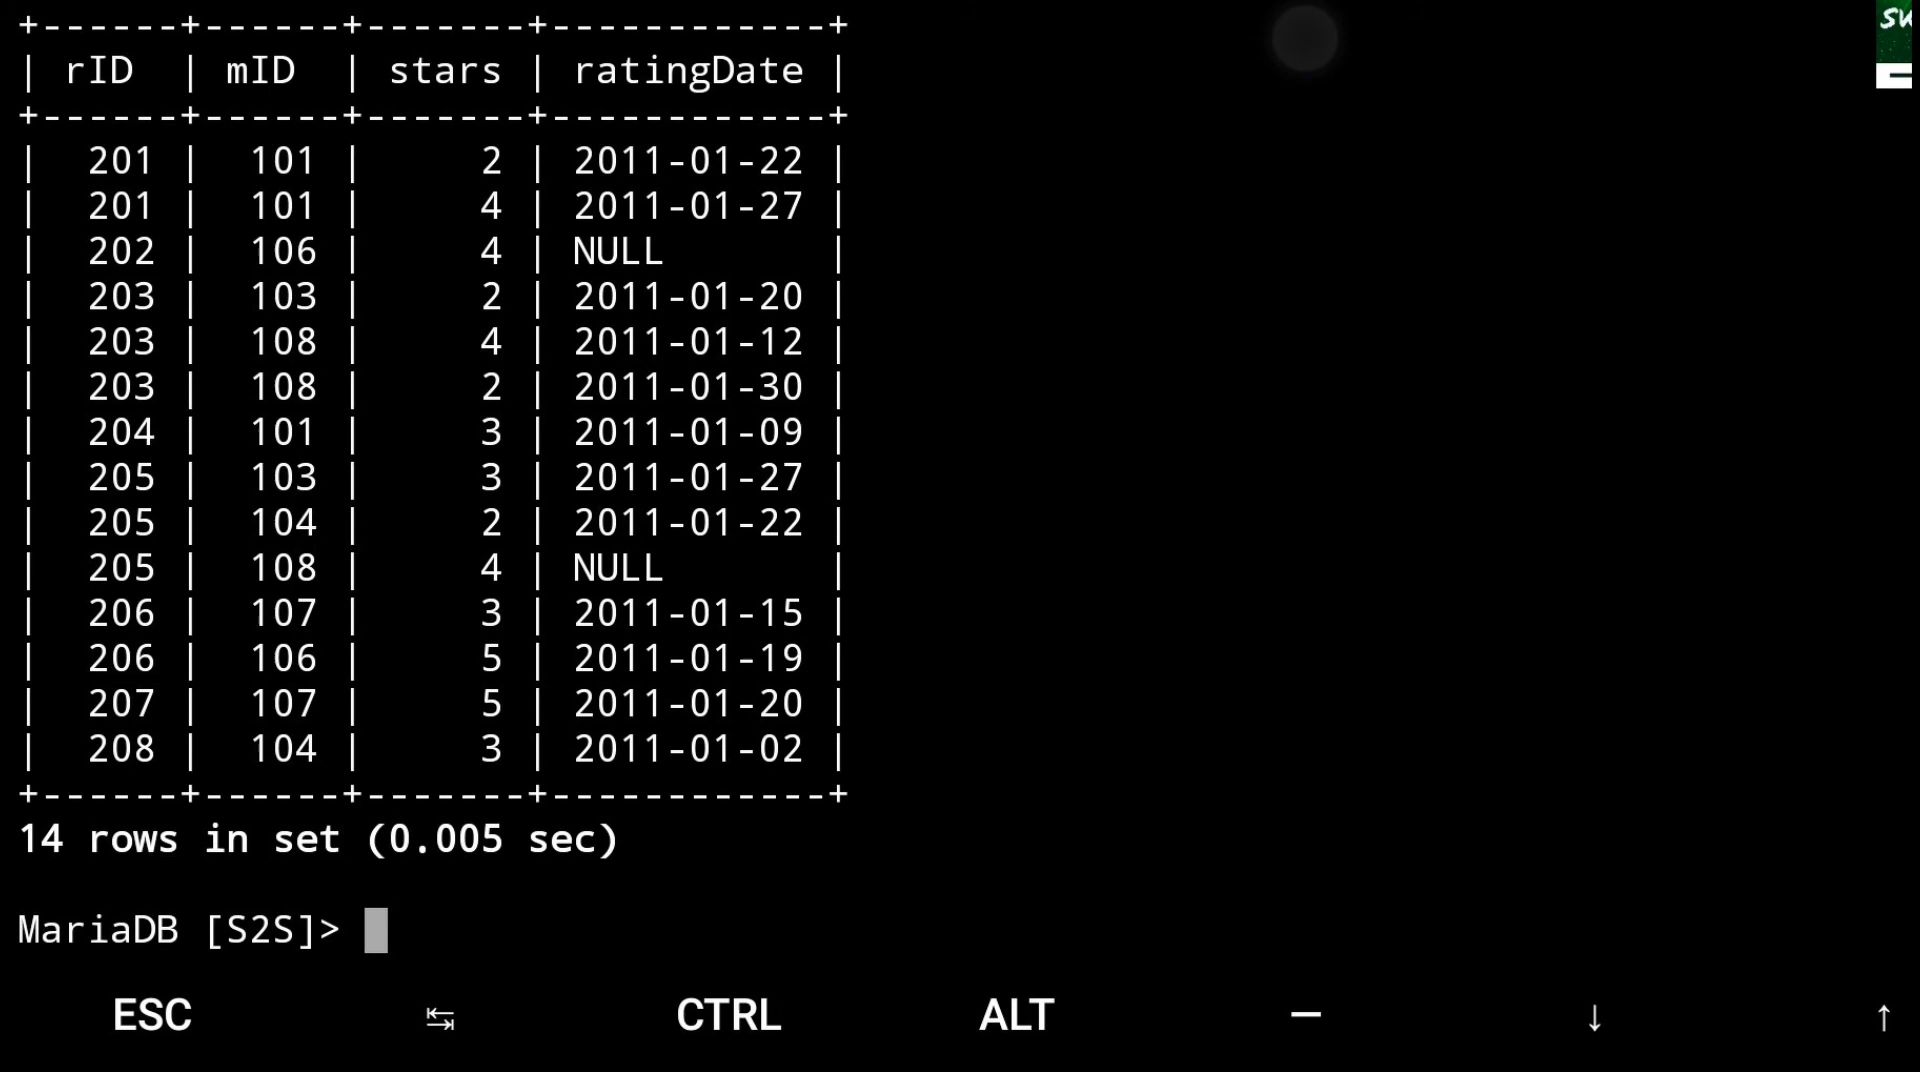 +------+------+-------+------------+
| rID  | mID  | stars | ratingDate |
+------+------+-------+------------+
|  201 |  101 |     2 | 2011-01-22 |
|  201 |  101 |     4 | 2011-01-27 |
|  202 |  106 |     4 | NULL       |
|  203 |  103 |     2 | 2011-01-20 |
|  203 |  108 |     4 | 2011-01-12 |
|  203 |  108 |     2 | 2011-01-30 |
|  204 |  101 |     3 | 2011-01-09 |
|  205 |  103 |     3 | 2011-01-27 |
|  205 |  104 |     2 | 2011-01-22 |
|  205 |  108 |     4 | NULL       |
|  206 |  107 |     3 | 2011-01-15 |
|  206 |  106 |     5 | 2011-01-19 |
|  207 |  107 |     5 | 2011-01-20 |
|  208 |  104 |     3 | 2011-01-02 |
+------+------+-------+------------+
14 rows in set (0.005 sec)
MariaDB [S2S]>
ESC ↹ CTRL ALT — ↓ ↑